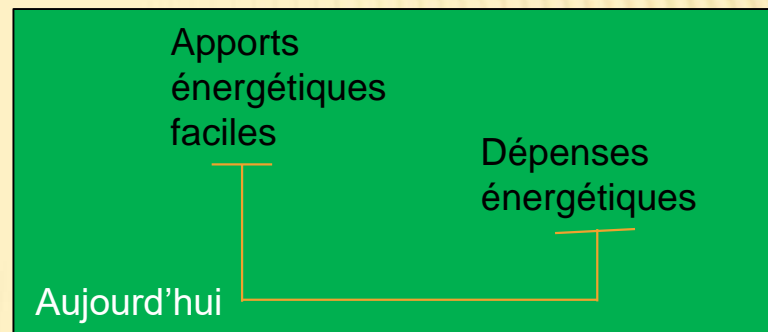 Apports
énergétiques
faciles
Dépenses
énergétiques
Aujourd’hui